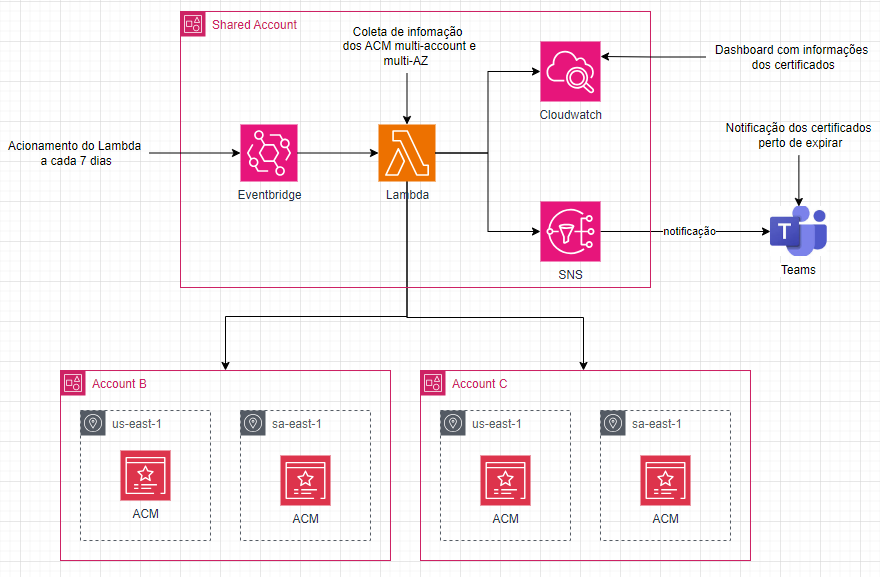 Shared Account
Coleta de infomação
dos ACM multi-account e
multi-AZ
Dashboard com informações
dos certificados
Cloudwatch
Notificação dos certificados
perto de expirar
Acionamento do Lambda
a cada 7 dias
Eventbridge
Lambda
notificação
T
Teams
SNS
Account B
us-east-1
ACM
sa-east-1
ACM
Account C
us-east-1
ACM
sa-east-1
ACM